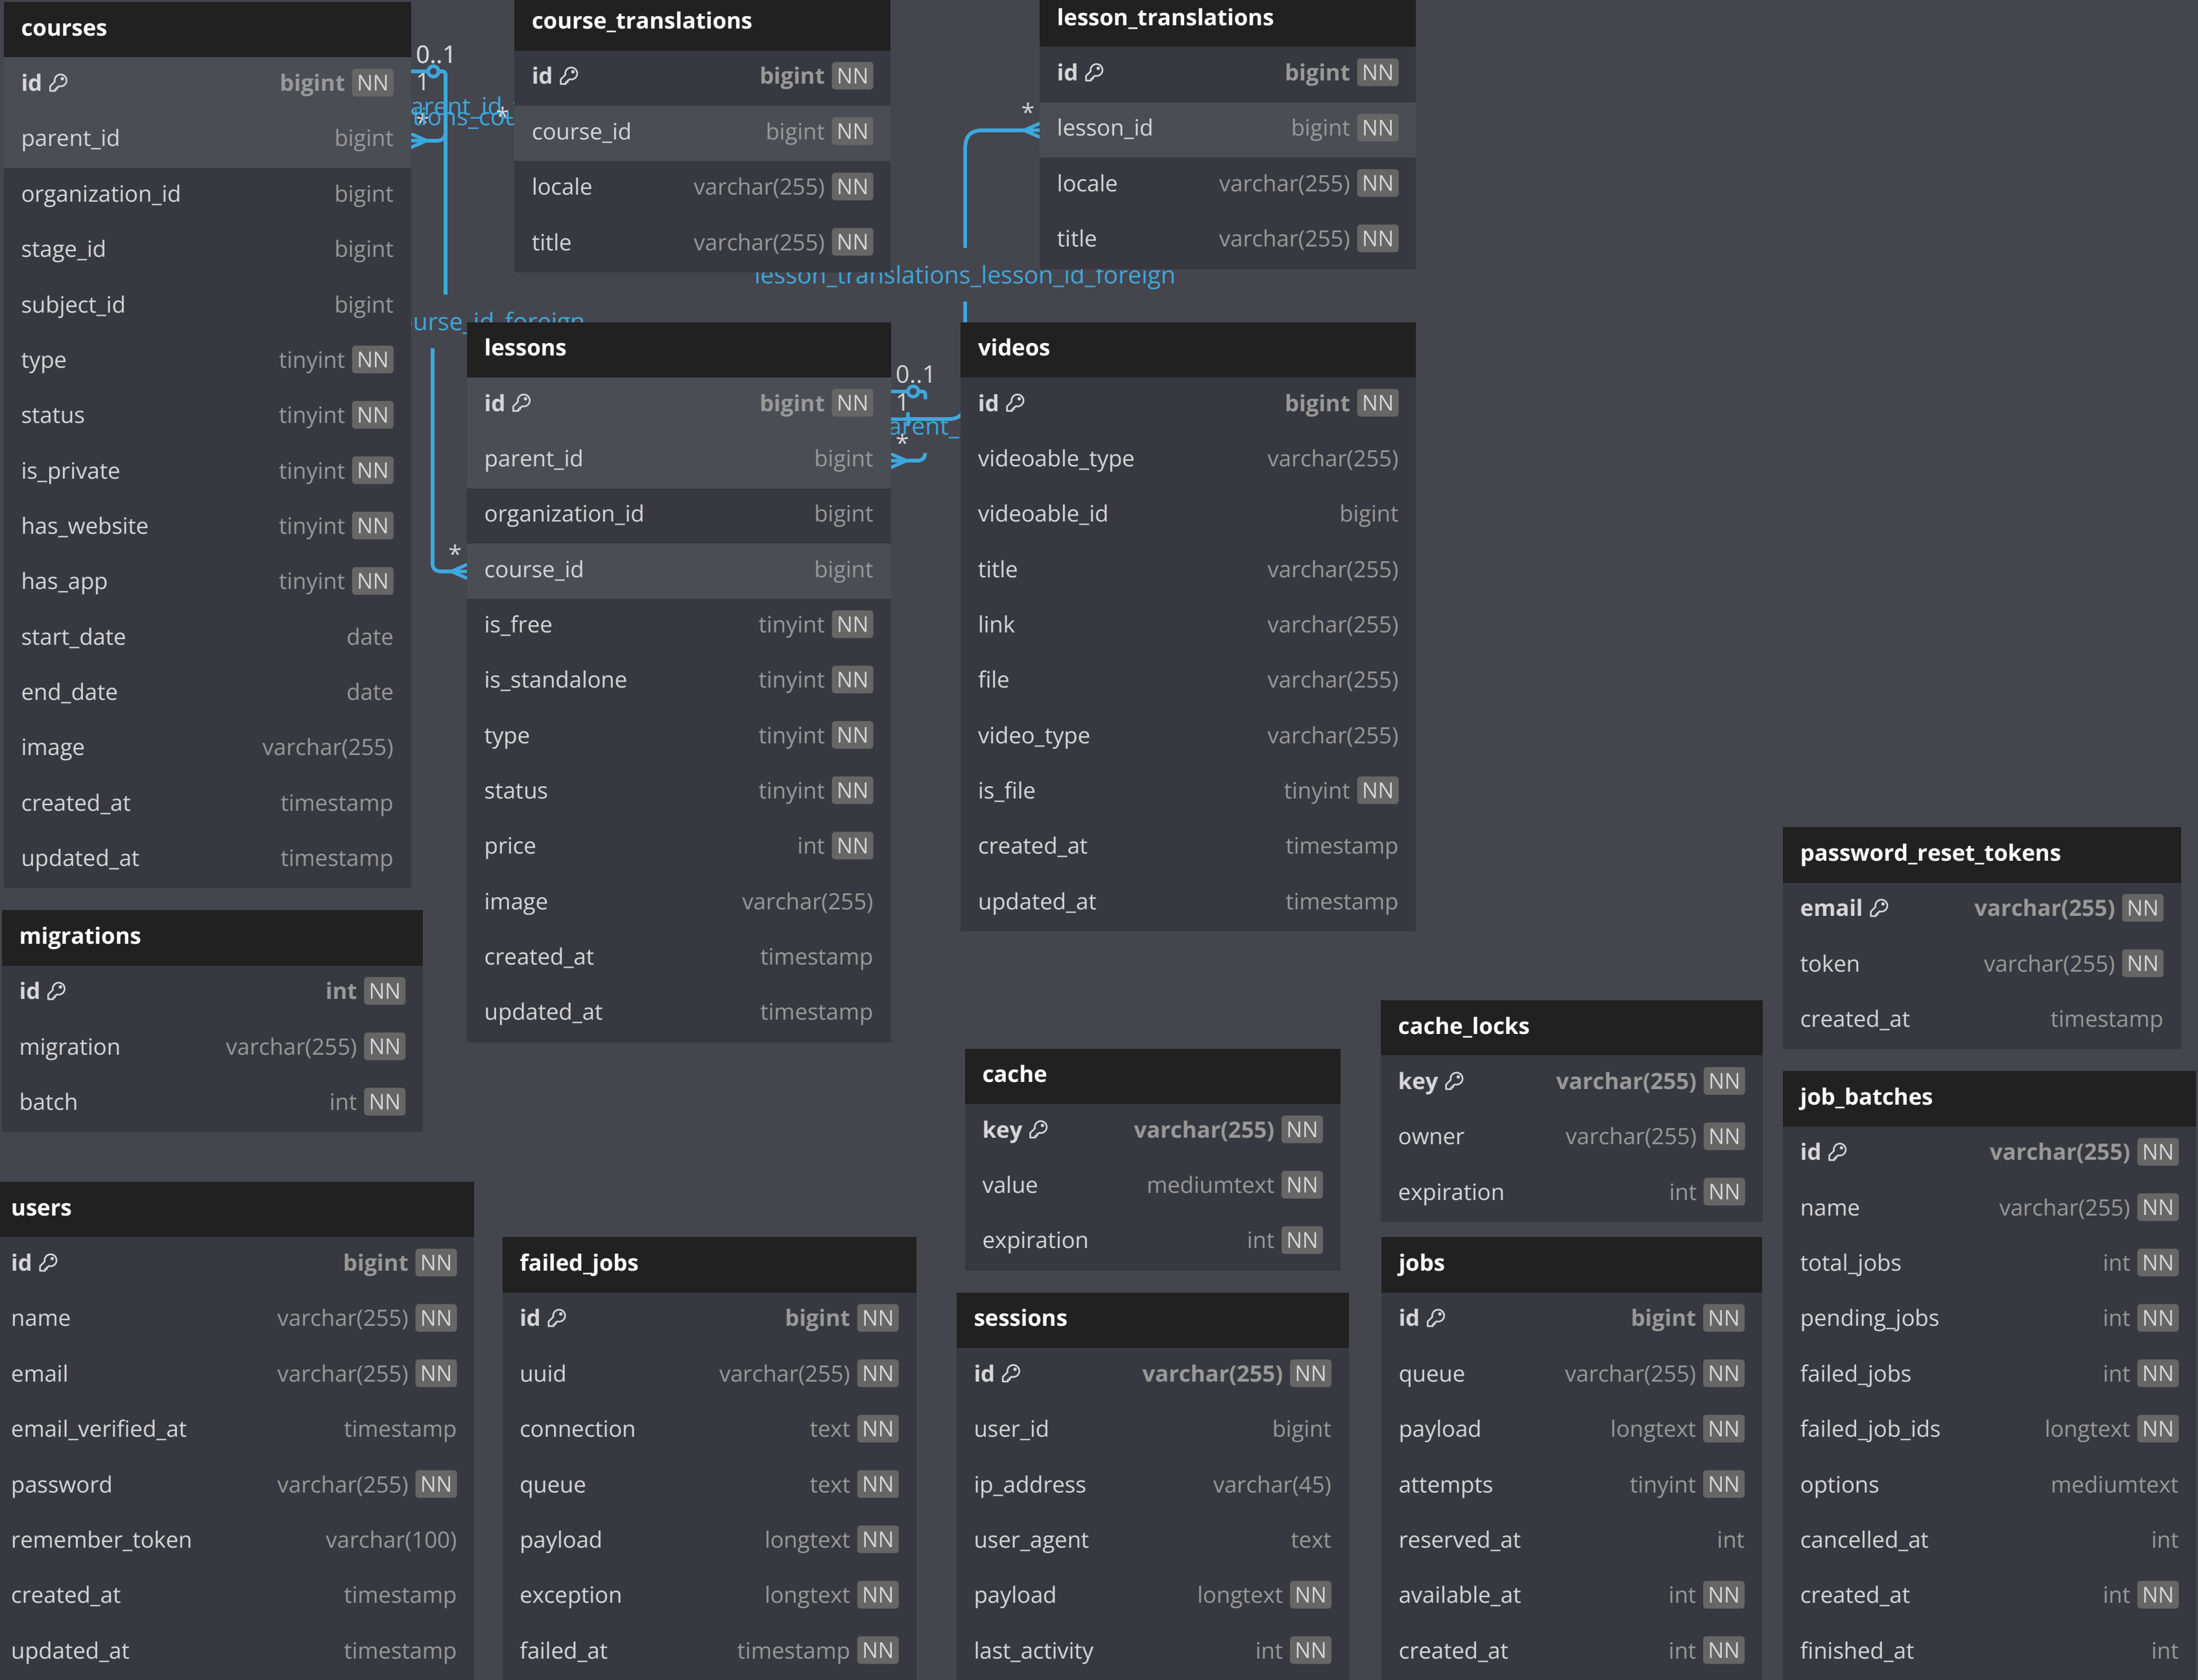 courses
id bigint NN
parent_id bigint
organization_id bigint
stage_id bigint
subject_id bigint
type tinyint NN
status tinyint NN
is_private tinyint NN
has_website tinyint NN
has_app tinyint NN
start_date date
end_date date
image varchar(255)
created_at timestamp
updated_at timestamp
0..1
1
*
*
course_translations
id bigint NN
course_id bigint NN
locale varchar(255) NN
title varchar(255) NN
lesson_translations
id bigint NN
*
lesson_id bigint NN
locale varchar(255) NN
title varchar(255) NN
lesson_translations_lesson_id_foreign
urse_id_foreign
lessons
id bigint NN
parent_id bigint
organization_id bigint
*
course_id bigint
is_free tinyint NN
is_standalone tinyint NN
type tinyint NN
status tinyint NN
price int NN
image varchar(255)
created_at timestamp
updated_at timestamp
0..1
1
arent_
*
videos
id bigint NN
videoable_type varchar(255)
videoable_id bigint
title varchar(255)
link varchar(255)
file varchar(255)
video_type varchar(255)
is_file tinyint NN
created_at timestamp
updated_at timestamp
migrations
id int NN
migration varchar(255) NN
batch int NN
password_reset_tokens
email varchar(255) NN
token varchar(255) NN
created_at timestamp
cache
key varchar(255) NN
value mediumtext NN
expiration int NN
cache_locks
key varchar(255) NN
owner varchar(255) NN
expiration int NN
job_batches
id varchar(255) NN
name varchar(255) NN
total_jobs int NN
pending_jobs int NN
failed_jobs int NN
failed_job_ids longtext NN
options mediumtext
cancelled_at int
created_at int NN
finished_at int
users
id bigint NN
name varchar(255) NN
email varchar(255) NN
email_verified_at timestamp
password varchar(255) NN
remember_token varchar(100)
created_at timestamp
updated_at timestamp
failed_jobs
id bigint NN
uuid varchar(255) NN
connection text NN
queue text NN
payload longtext NN
exception longtext NN
failed_at timestamp NN
sessions
id varchar(255) NN
user_id bigint
ip_address varchar(45)
user_agent text
payload longtext NN
last_activity int NN
jobs
id bigint NN
queue varchar(255) NN
payload longtext NN
attempts tinyint NN
reserved_at int
available_at int NN
created_at int NN